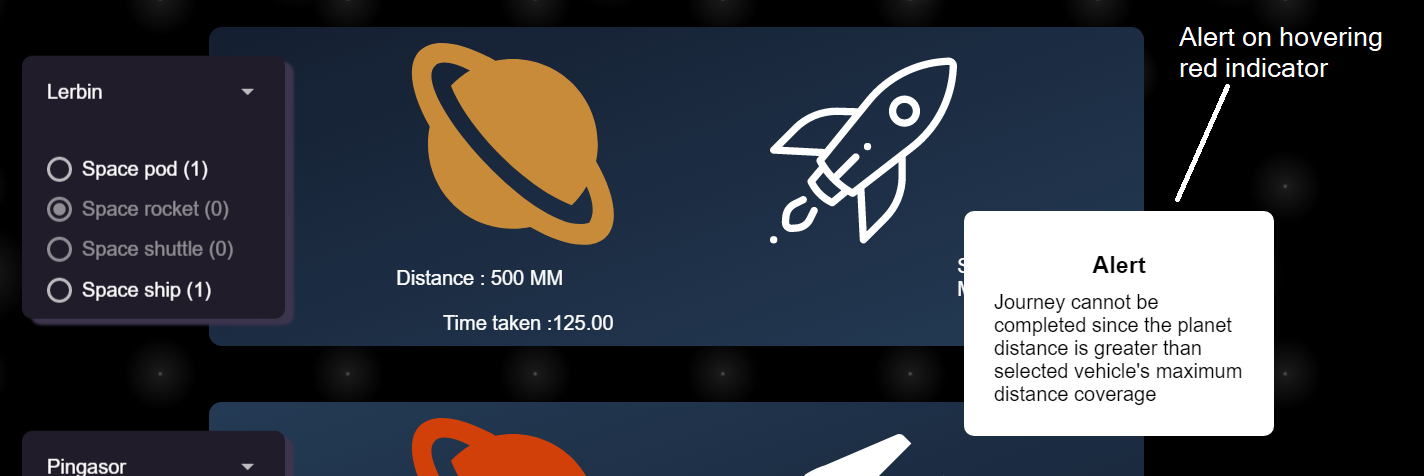 Alert on hovering
red indicator
Lerbin
Space pod (1)
Space rocket (0)
Space shuttle (0)
Space ship (1)
Distance : 500 MM
Time taken :125.00
Alert
Journey cannot be
completed since the planet
distance is greater than
selected vehicle's maximum
distance coverage
Pingasor